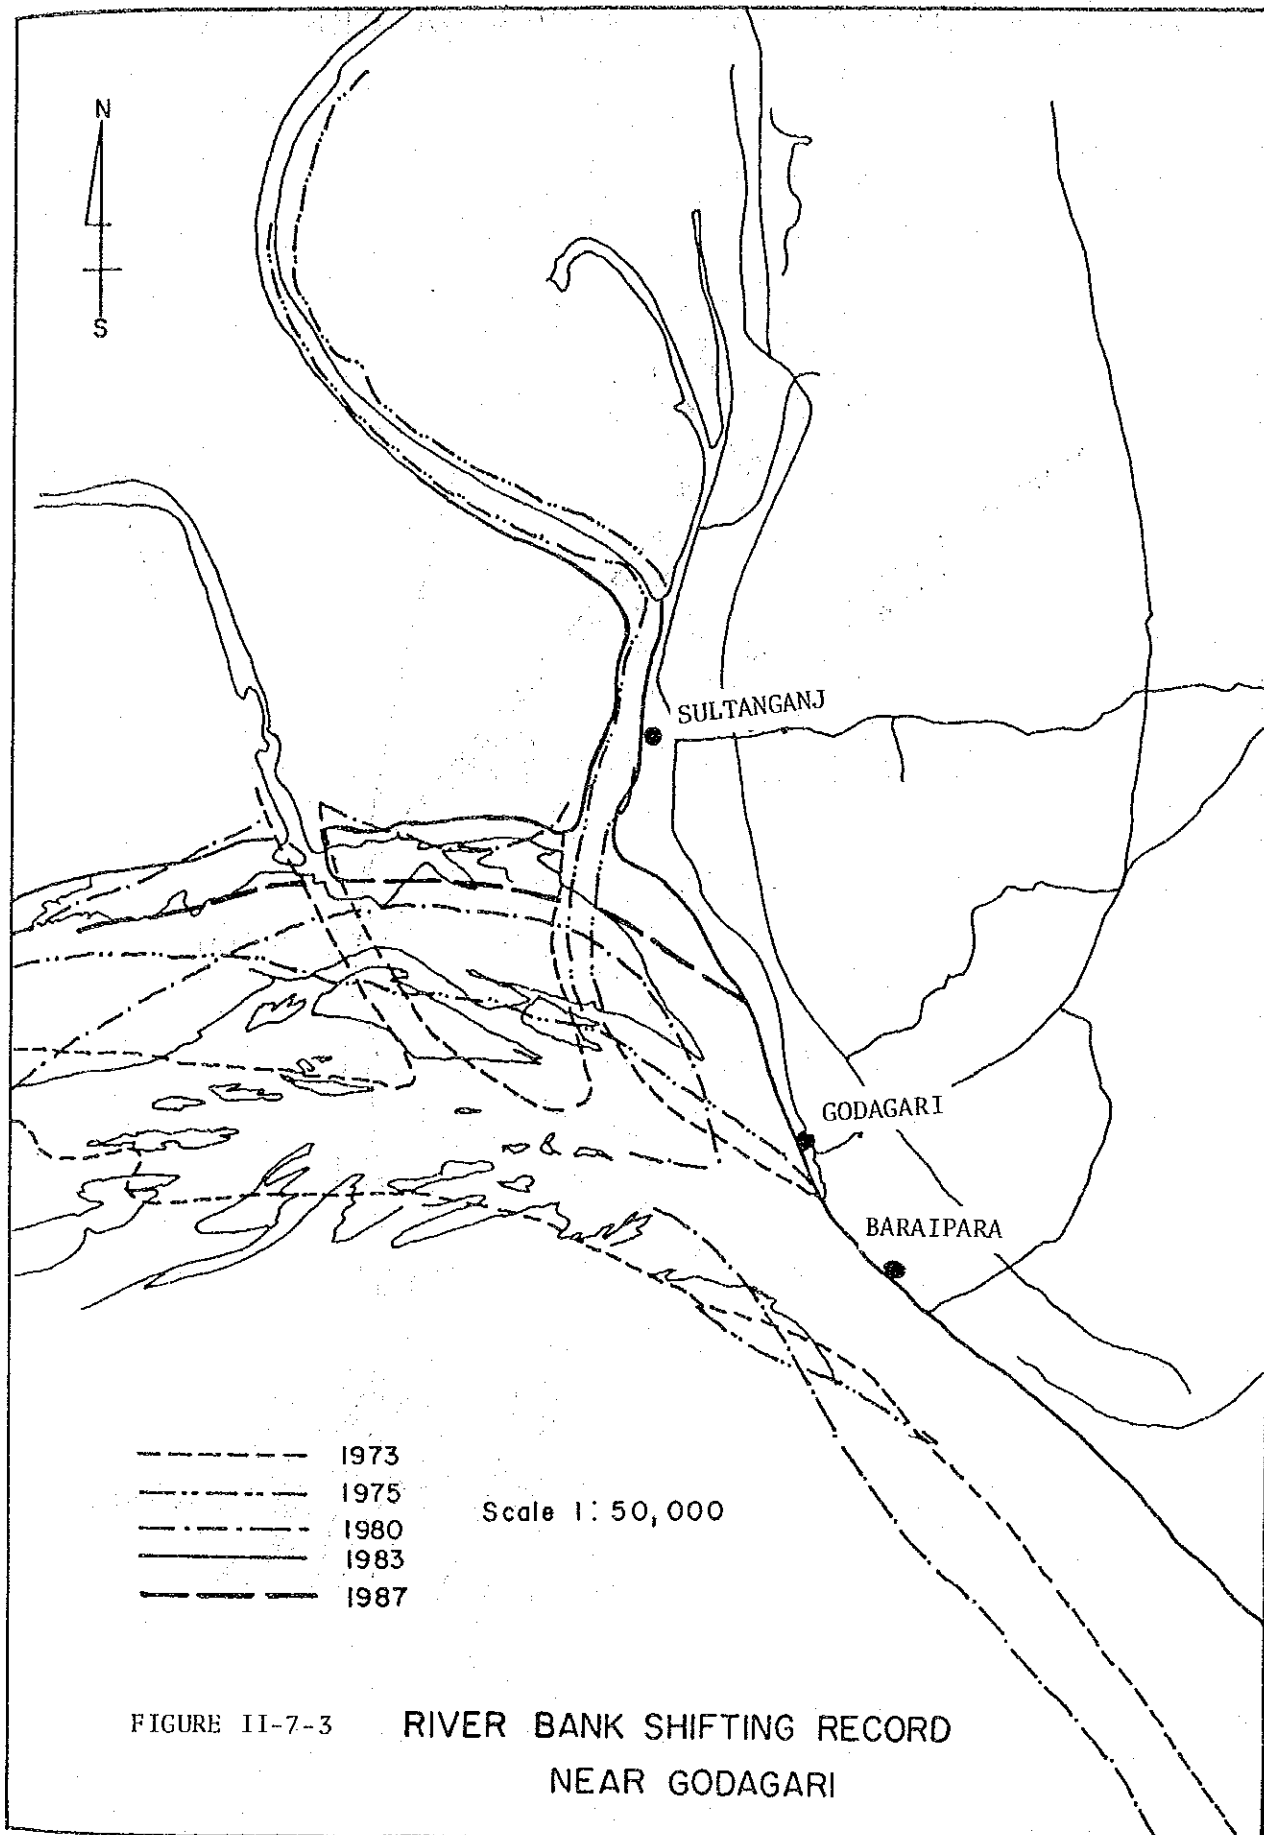 N
S
SULTANGANJ
GODAGARI
BARAIPARA
1973
1975
1980
1983
1987
Scale 1:50,000
FIGURE II-7-3 RIVER BANK SHIFTING RECORD
NEAR GODAGARI